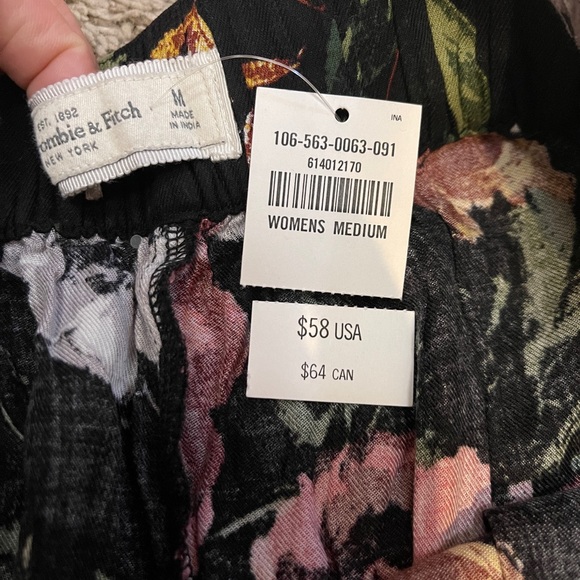 EST. 1892
ombie & Fitch
NEW YORK
M
MADE
IN INDIA
INA
106-563-0063-091
614012170
WOMENS MEDIUM
$58 USA
$64 CAN